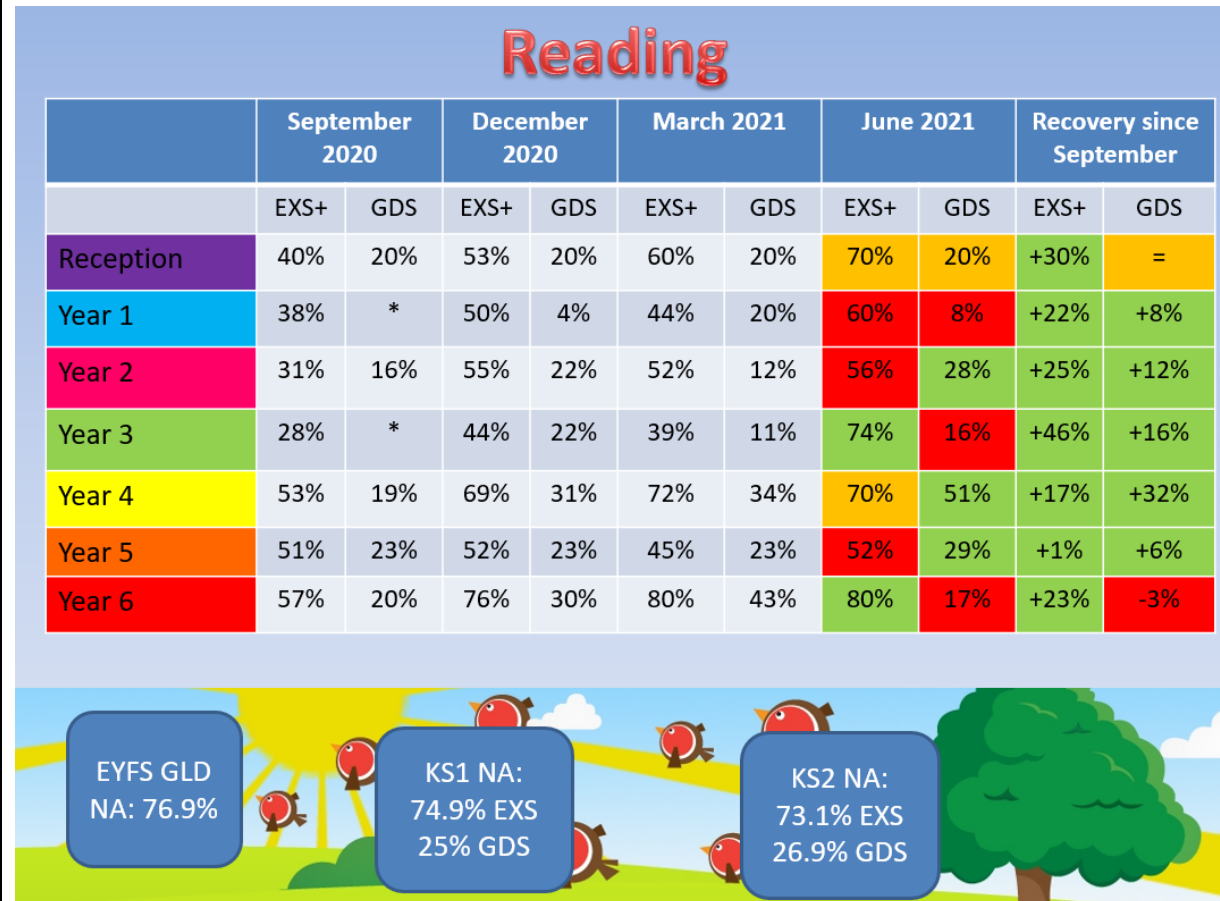 Reading
September 2020 December 2020 March 2021 June 2021 Recovery since September
EXS+ GDS EXS+ GDS EXS+ GDS EXS+ GDS EXS+ GDS
Reception 40% 20% 53% 20% 60% 20% 70% 20% +30% =
Year 1 38% * 50% 4% 44% 20% 60% 8% +22% +8%
Year 2 31% 16% 55% 22% 52% 12% 56% 28% +25% +12%
Year 3 28% * 44% 22% 39% 11% 74% 16% +46% +16%
Year 4 53% 19% 69% 31% 72% 34% 70% 51% +17% +32%
Year 5 51% 23% 52% 23% 45% 23% 52% 29% +1% +6%
Year 6 57% 20% 76% 30% 80% 43% 80% 17% +23% -3%
EYFS GLD
NA: 76.9%
KS1 NA:
74.9% EXS
25% GDS
KS2 NA:
73.1% EXS
26.9% GDS